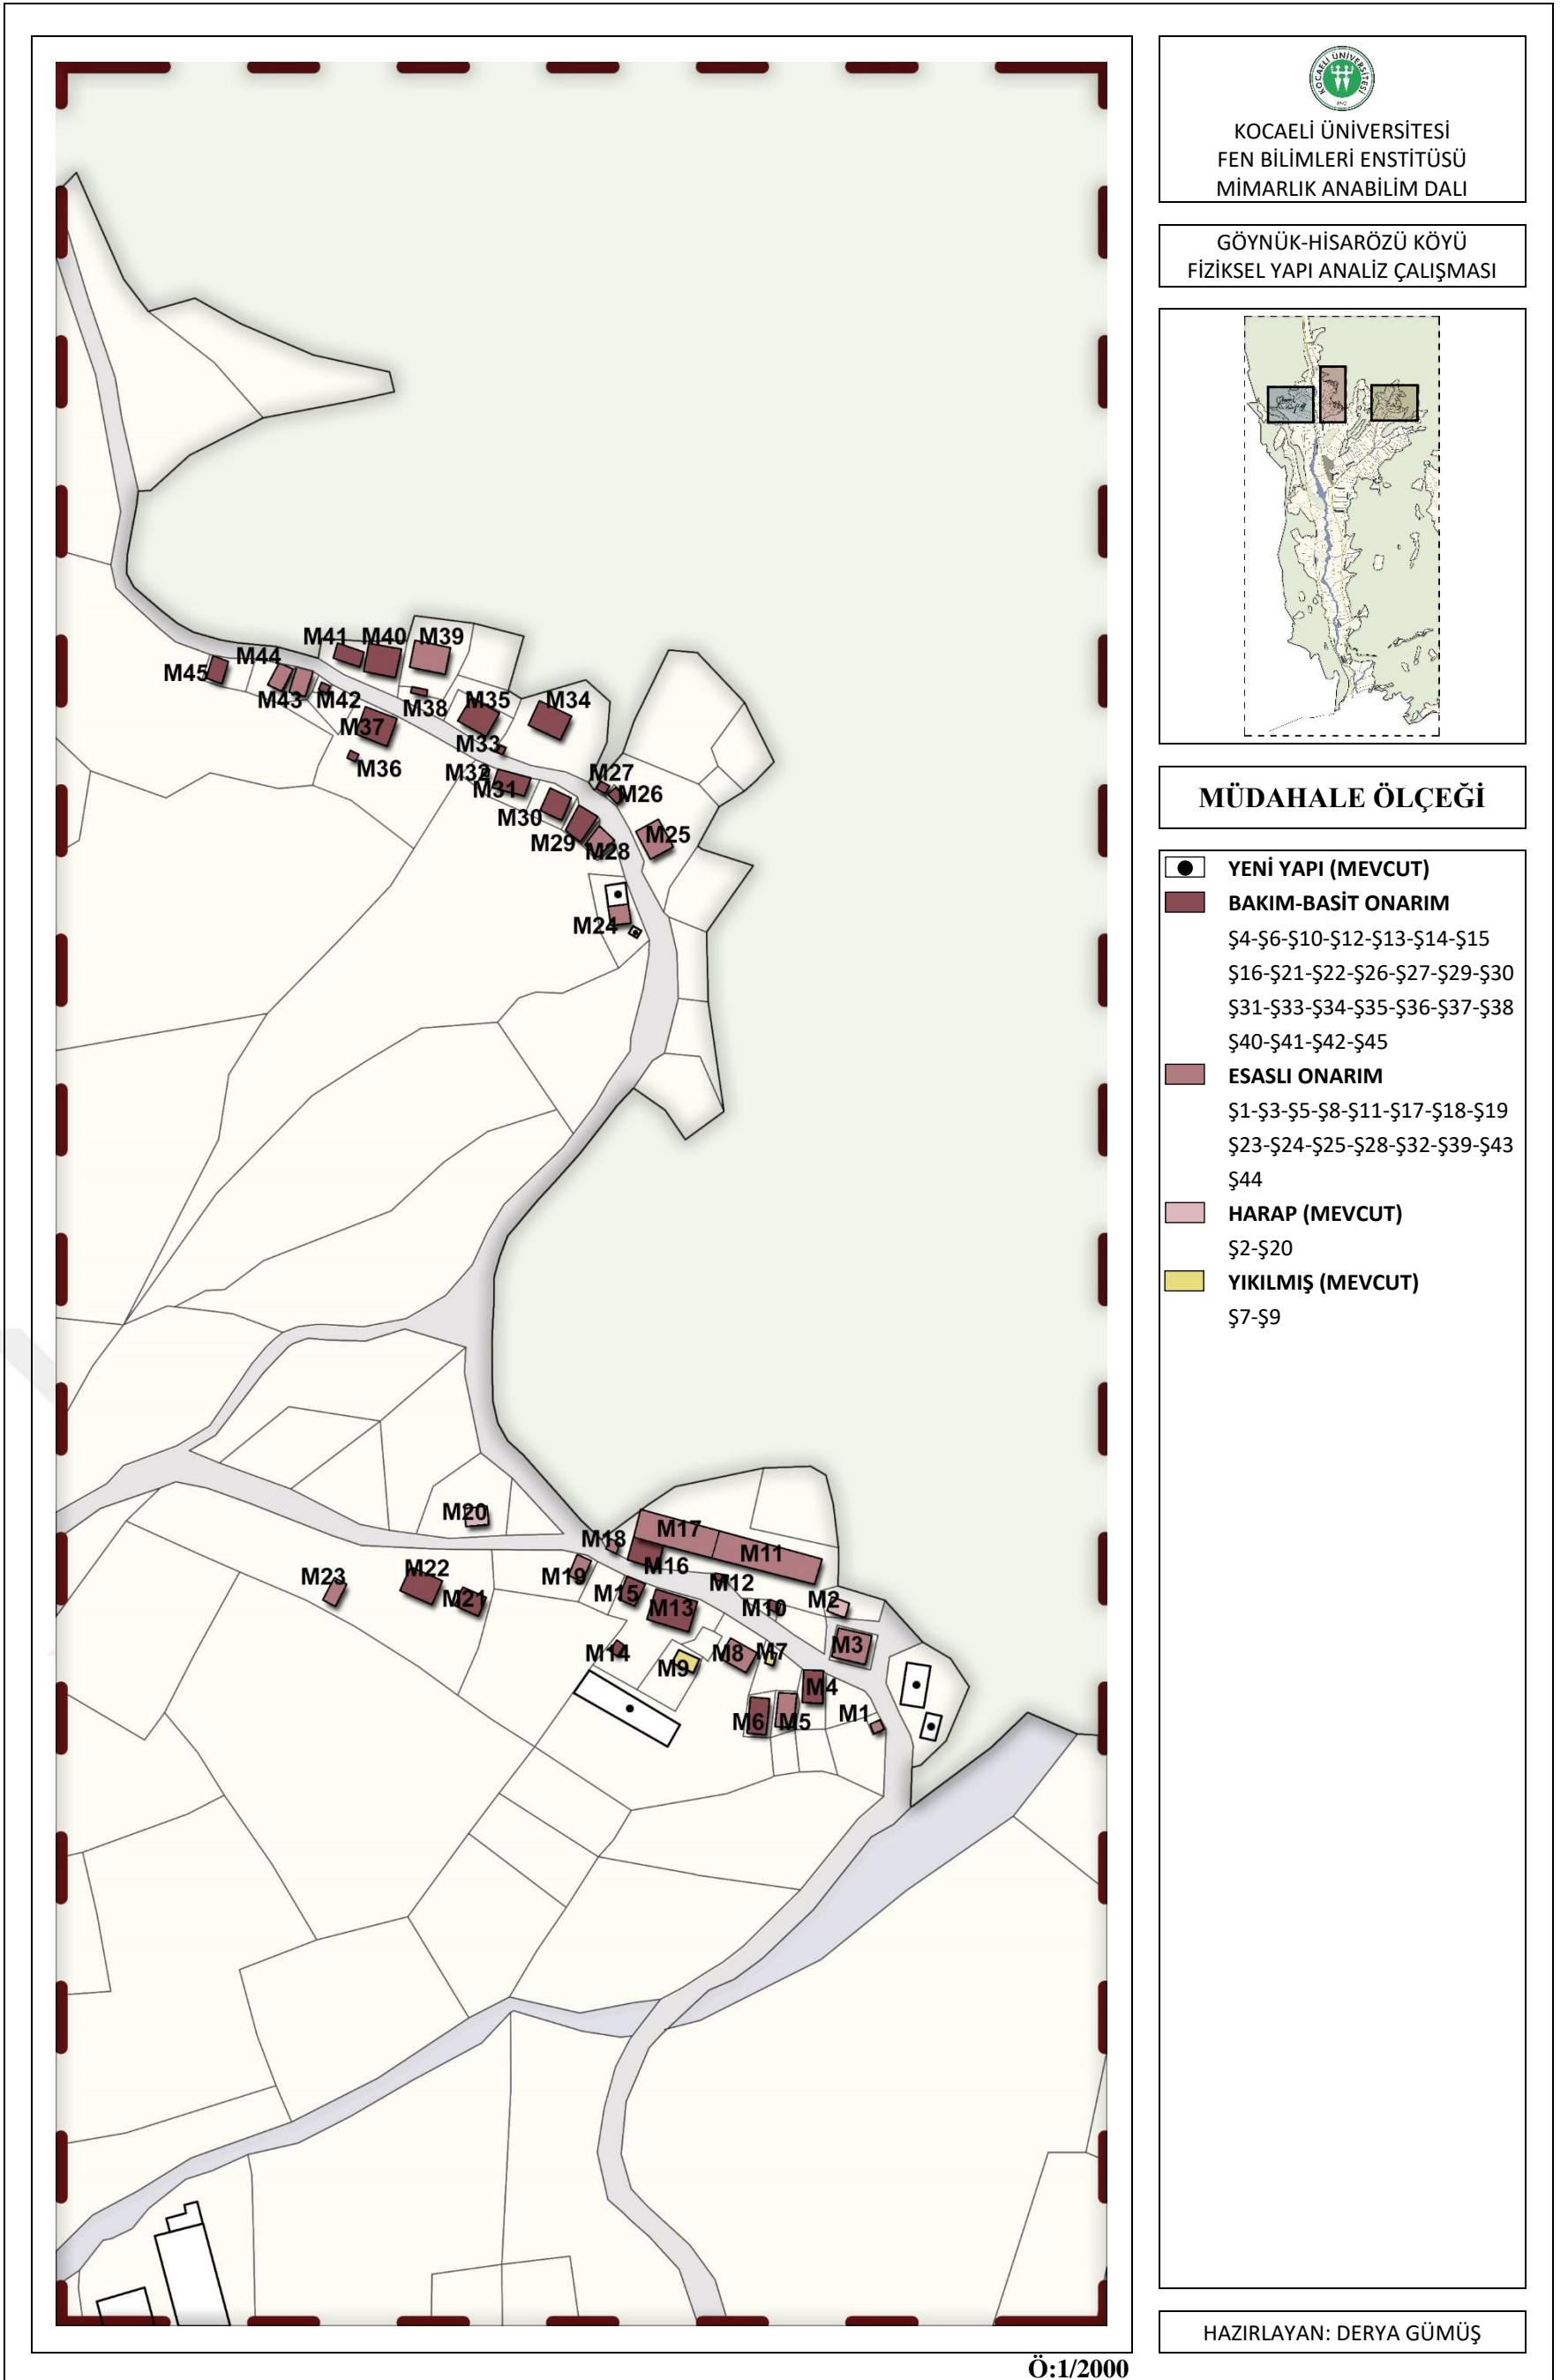 M41 M40 M39
M44
M45
M43 M42
M38
M35
M34
M37
M33
M36
M32
M31
M27
M26
M30
M29
M28
M25
M24
M20
M18
M17
M11
M16
M23
M22
M21
M19
M15
M12
M13
M10
M2
M14
M9
M8
M7
M3
M4
M6
M5
M1
KOCAELİ ÜNİVERSİTESİ
KOCAELİ ÜNİVERSİTESİ
FEN BİLİMLERİ ENSTİTÜSÜ
MİMARLIK ANABİLİM DALI
GÖYNÜK-HİSARÖZÜ KÖYÜ
FİZİKSEL YAPI ANALİZ ÇALIŞMASI
MÜDAHALE ÖLÇEĞİ
YENİ YAPI (MEVCUT)
BAKIM-BASİT ONARIM
Ş4-Ş6-Ş10-Ş12-Ş13-Ş14-Ş15
Ş16-Ş21-Ş22-Ş26-Ş27-Ş29-Ş30
Ş31-Ş33-Ş34-Ş35-Ş36-Ş37-Ş38
Ş40-Ş41-Ş42-Ş45
ESASLI ONARIM
Ş1-Ş3-Ş5-Ş8-Ş11-Ş17-Ş18-Ş19
Ş23-Ş24-Ş25-Ş28-Ş32-Ş39-Ş43
Ş44
HARAP (MEVCUT)
Ş2-Ş20
YIKILMIŞ (MEVCUT)
Ş7-Ş9
HAZIRLAYAN: DERYA GÜMÜŞ
Ö:1/2000